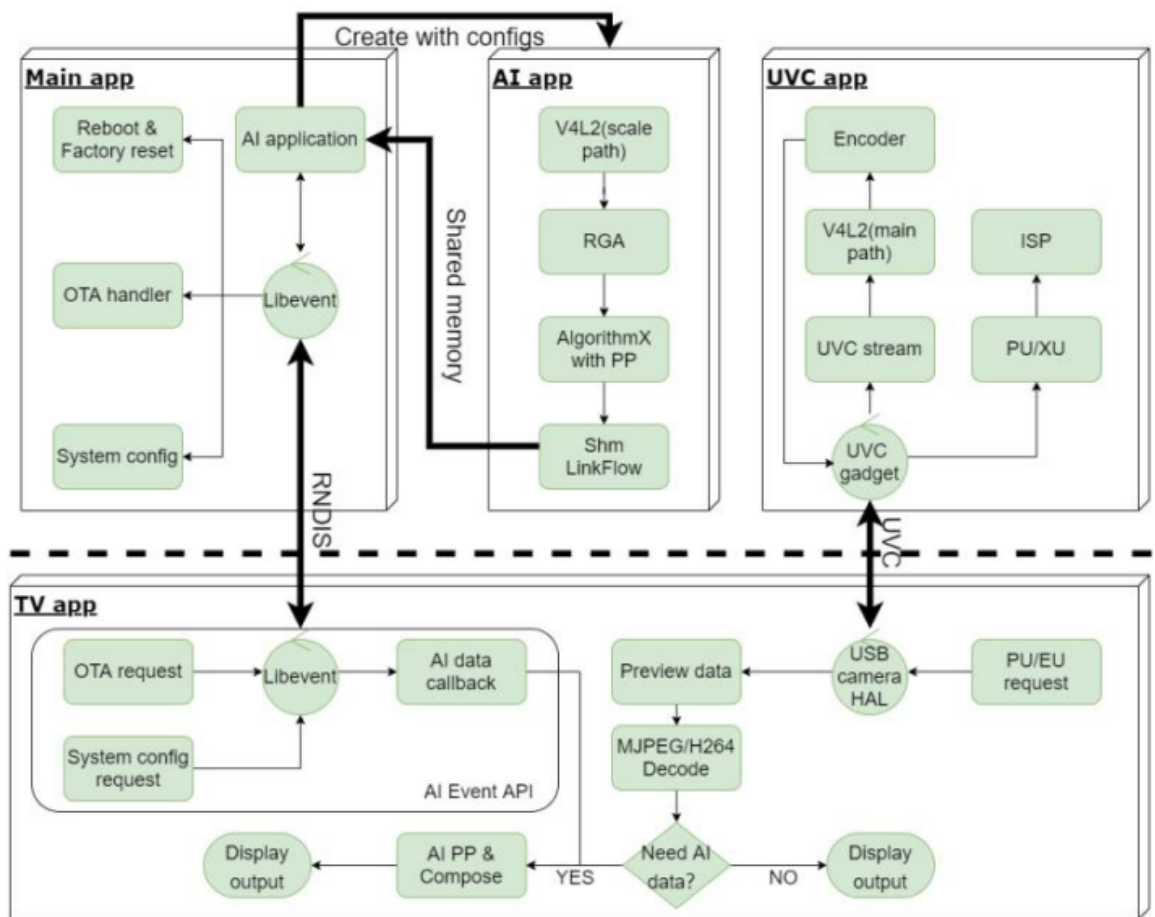 Create with configs
Main app
Reboot &
Factory reset
AI application
OTA handler
Libevent
System config
Shared memory
AI app
V4L2(scale
path)
RGA
AlgorithmX
with PP
Shm
LinkFlow
UVC app
Encoder
V4L2(main
path)
ISP
UVC stream
PU/XU
UVC
gadget
RNDIS
UVC
TV app
OTA request
Libevent
AI data
callback
System config
request
AI Event API
Preview data
USB
camera
HAL
PU/EU
request
MJPEG/H264
Decode
Need AI
data?
YES
NO
AI PP &
Compose
Display
output
Display
output